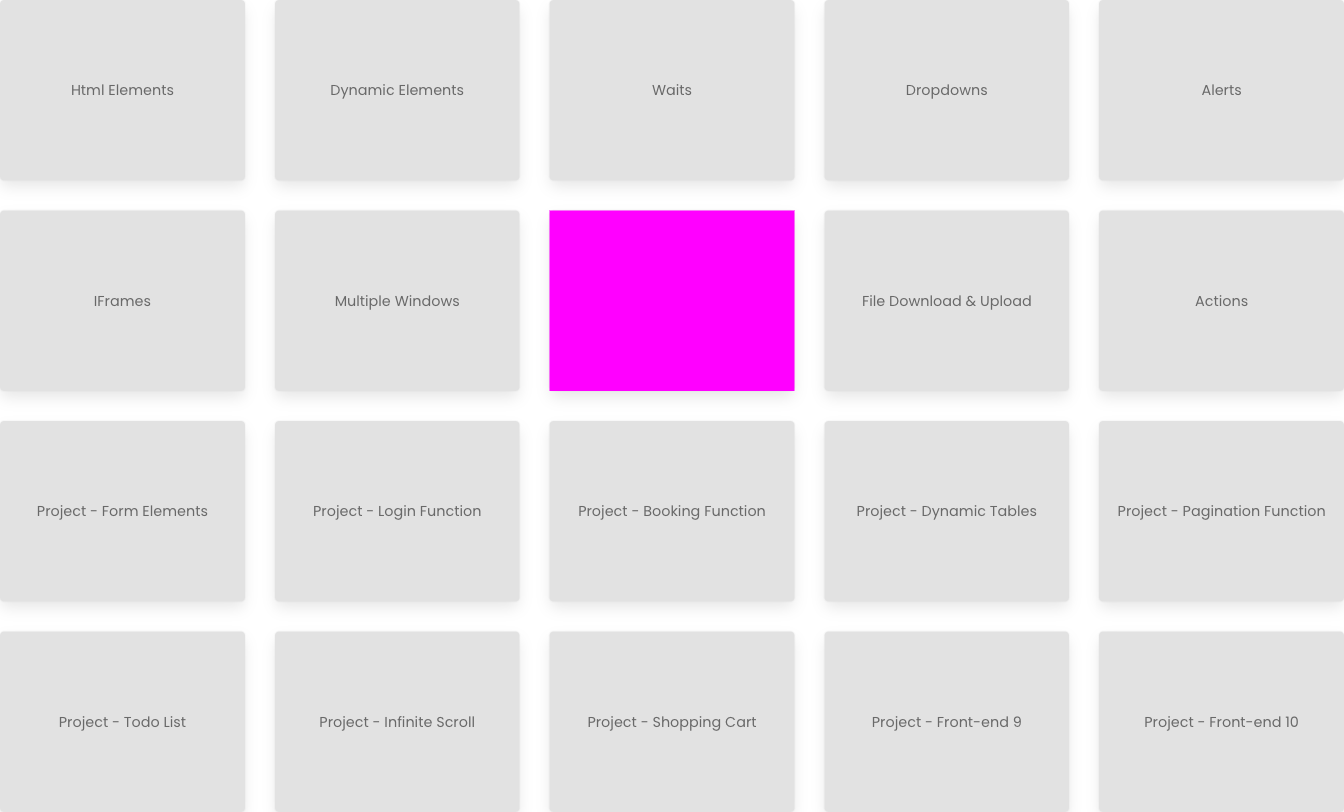 Html Elements
Dynamic Elements
Waits
Dropdowns
Alerts
IFrames
Multiple Windows
File Download & Upload
Actions
Project - Form Elements
Project - Login Function
Project - Booking Function
Project - Dynamic Tables
Project - Pagination Function
Project - Todo List
Project - Infinite Scroll
Project - Shopping Cart
Project - Front-end 9
Project - Front-end 10